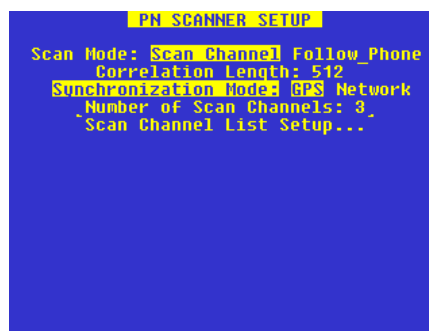 PN SCANNER SETUP
Scan Mode: Scan Channel Follow_Phone
Correlation Length: 512
Synchronization Mode: GPS Network
Number of Scan Channels: 3
Scan Channel List Setup...